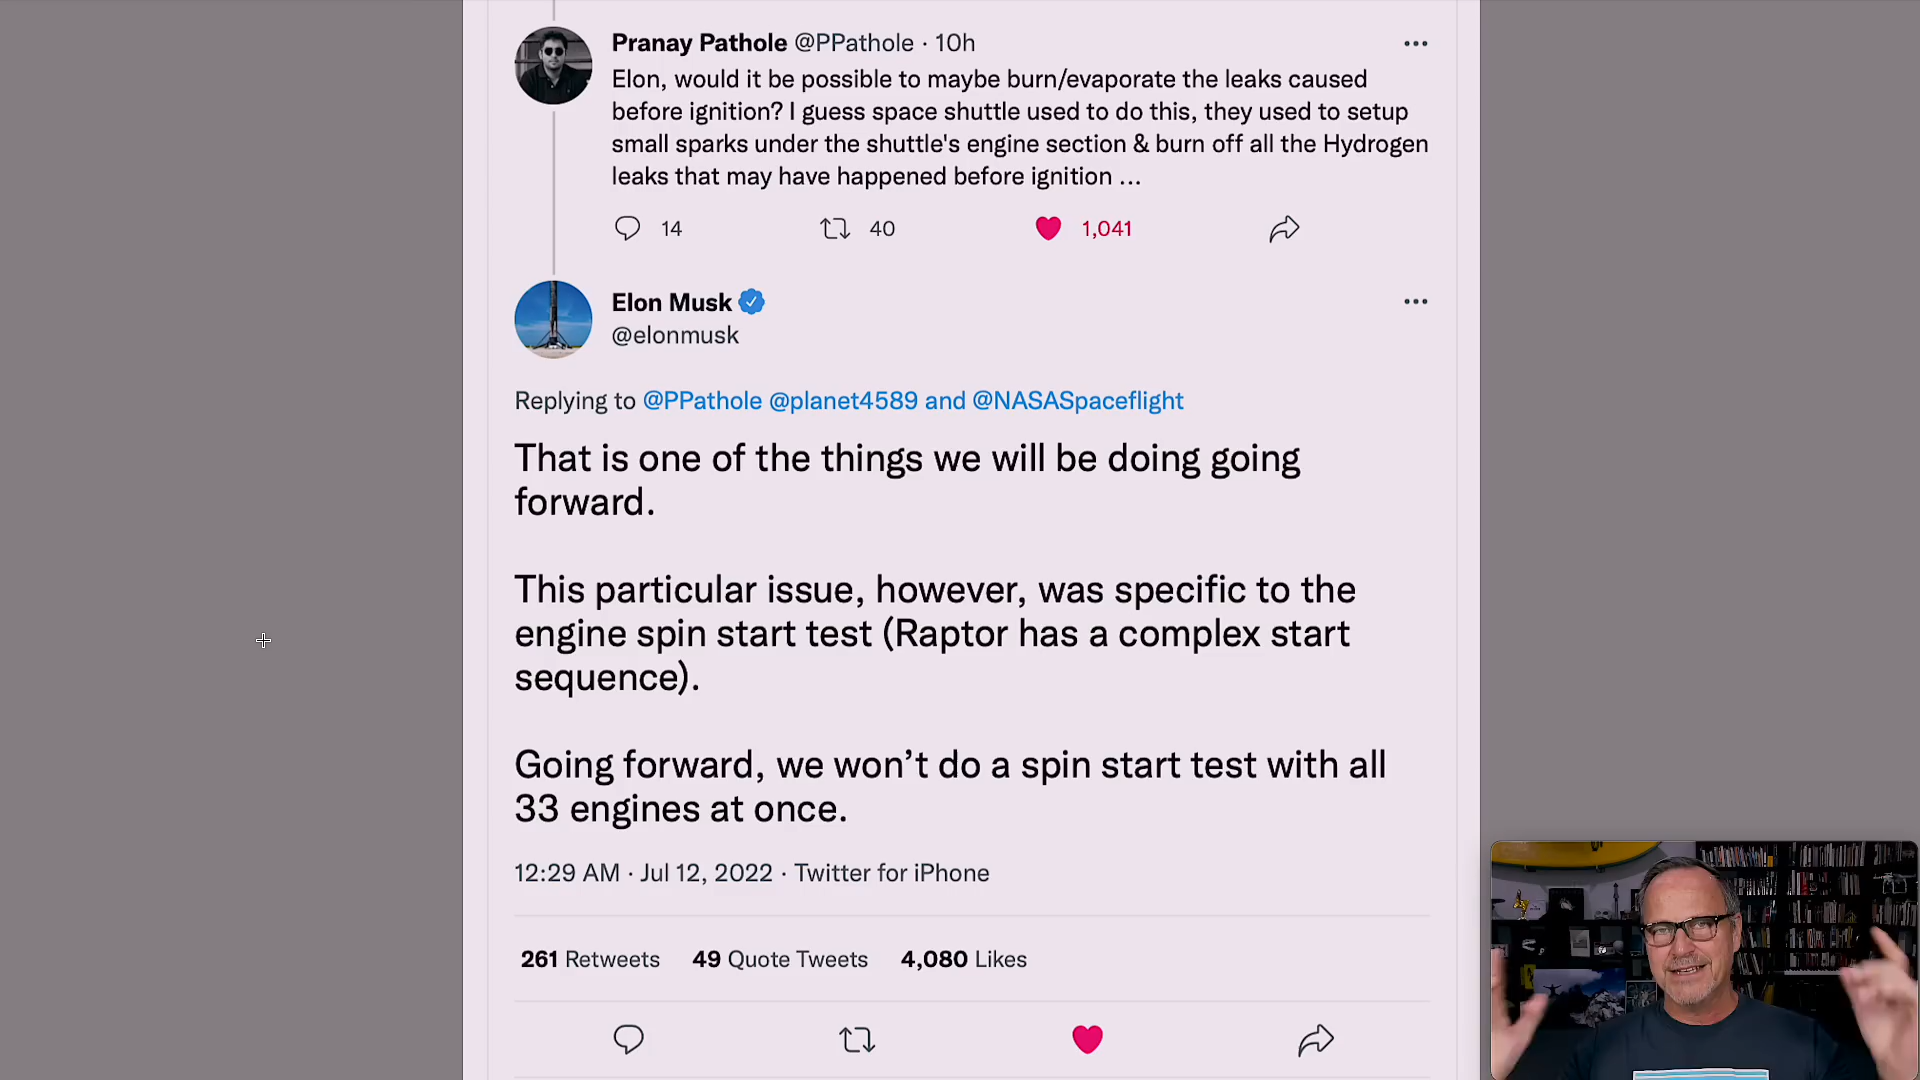 Pranay Pathole @PPathole · 10h
Elon, would it be possible to maybe burn/evaporate the leaks caused
before ignition? I guess space shuttle used to do this, they used to setup
small sparks under the shuttle's engine section & burn off all the Hydrogen
leaks that may have happened before ignition ...
14 40 1,041
Elon Musk
@elonmusk
Replying to @PPathole @planet4589 and @NASASpaceflight
That is one of the things we will be doing going
forward.
This particular issue, however, was specific to the
engine spin start test (Raptor has a complex start
sequence).
Going forward, we won’t do a spin start test with all
33 engines at once.
12:29 AM · Jul 12, 2022 · Twitter for iPhone
261 Retweets 49 Quote Tweets 4,080 Likes